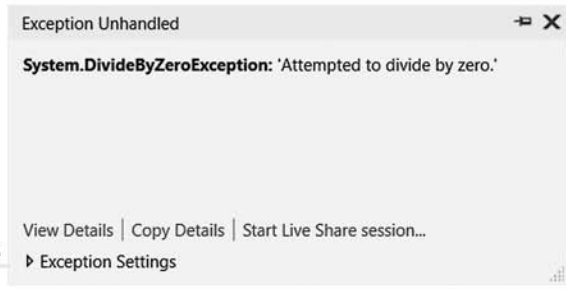 Exception Unhandled
System.DivideByZeroException: 'Attempted to divide by zero.'
View Details | Copy Details | Start Live Share session...
Exception Settings